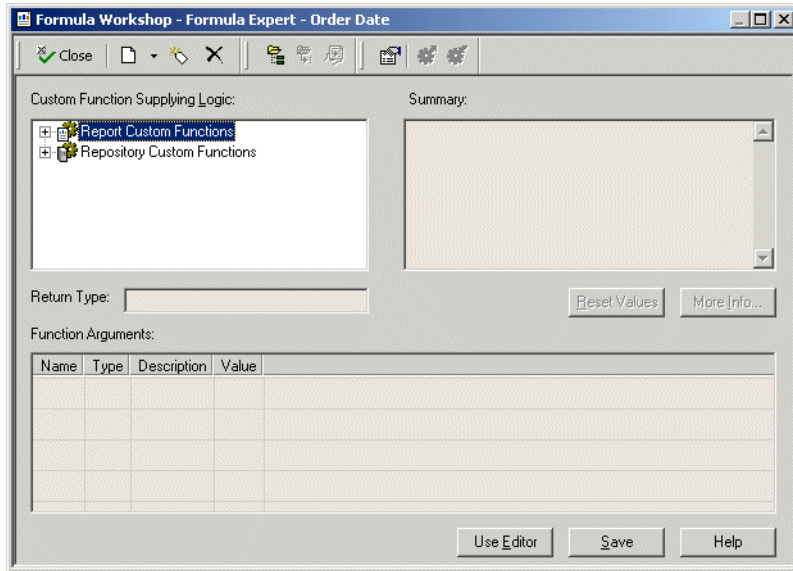 Formula Workshop - Formula Expert - Order Date
Close
Custom Function Supplying Logic:
Summary:
Report Custom Functions
Repository Custom Functions
Return Type:
Reset Values
More Info...
Function Arguments:
Name Type Description Value
Use Editor
Save
Help